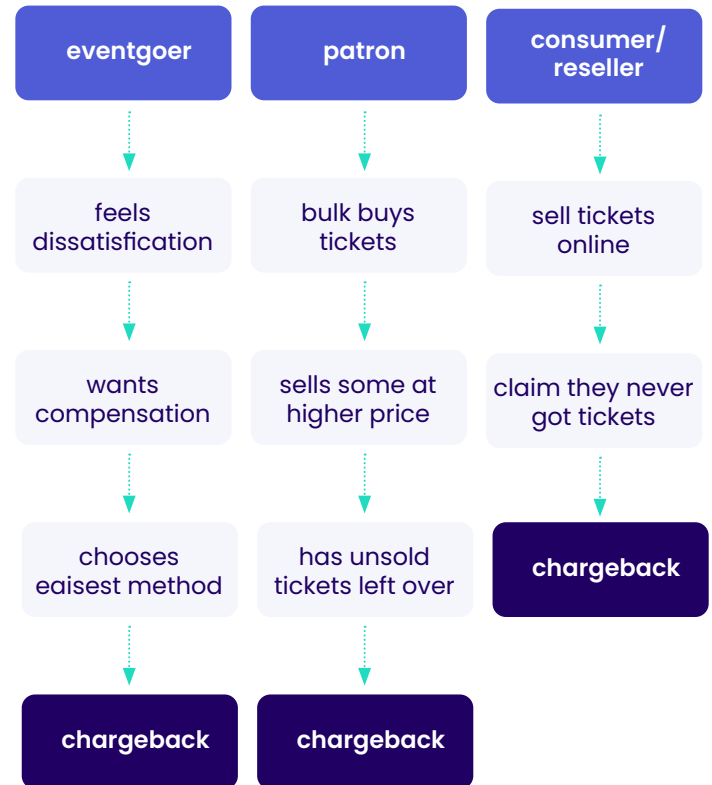 eventgoer
feels
dissatisfication
wants
compensation
chooses
eaisest method
chargeback
patron
bulk buys
tickets
sells some at
higher price
has unsold
tickets left over
chargeback
consumer/
reseller
sell tickets
online
claim they never
got tickets
chargeback